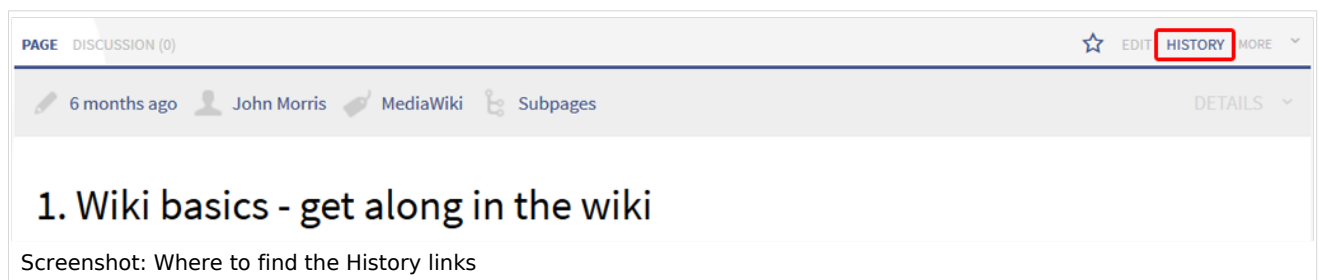 PAGE DISCUSSION (0) EDIT HISTORY MORE
6 months ago John Morris MediaWiki Subpages DETAILS
1. Wiki basics - get along in the wiki
Screenshot: Where to find the History links